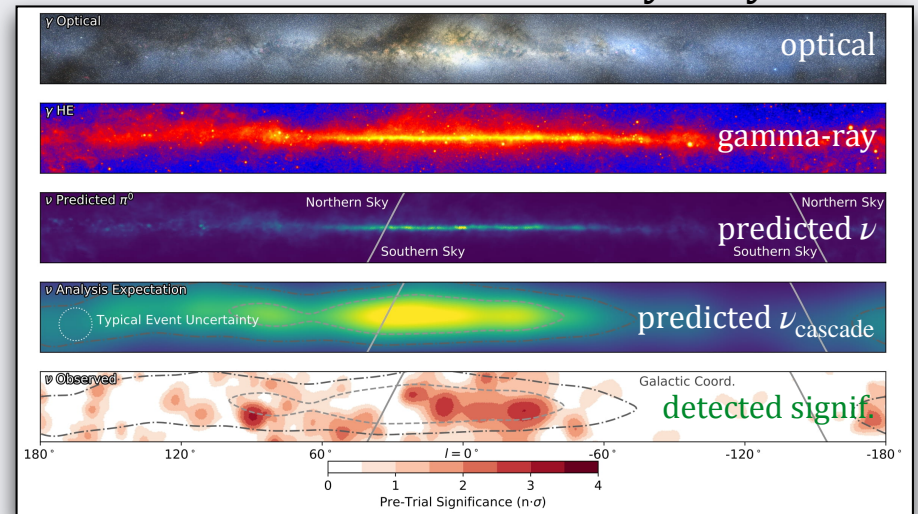 γ Optical
optical
γ HE
gamma-ray
ν Predicted π⁰
Northern Sky
Southern Sky
Northern Sky
predicted ν
Southern Sky
ν Analysis Expectation
Typical Event Uncertainty
predicted ν_cascade
ν Observed
Galactic Coord.
detected signif.
180° 120° 60° l = 0° -60° -120° -180°
0 1 2 3 4
Pre-Trial Significance (n·σ)